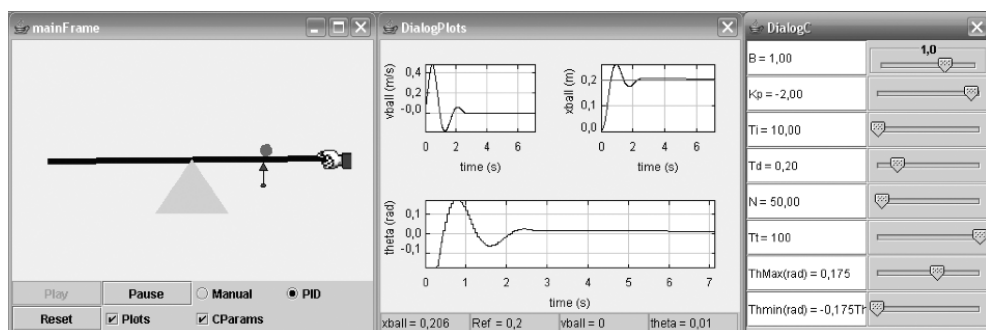 mainFrame
Play Pause Manual PID
Reset Plots CParams
DialogPlots
vball (m/s)
0,4
0,2
-0,0
0 2 4 6
time (s)
xball (m)
0,2
0,1
0,0
0 2 4 6
time (s)
theta (rad)
0,1
0,0
-0,1
0 1 2 3 4 5 6 7
time (s)
xball = 0,206 Ref = 0,2 vball = 0 theta = 0,01
DialogC
B = 1,00 1,0
Kp = -2,00
Ti = 10,00
Td = 0,20
N = 50,00
Tt = 100
ThMax(rad) = 0,175
Thmin(rad) = -0,175Th